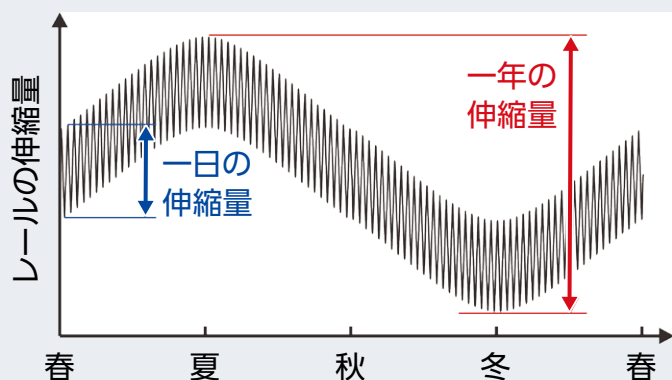 レールの伸縮量
一年の
伸縮量
一日の
伸縮量
春 夏 秋 冬 春